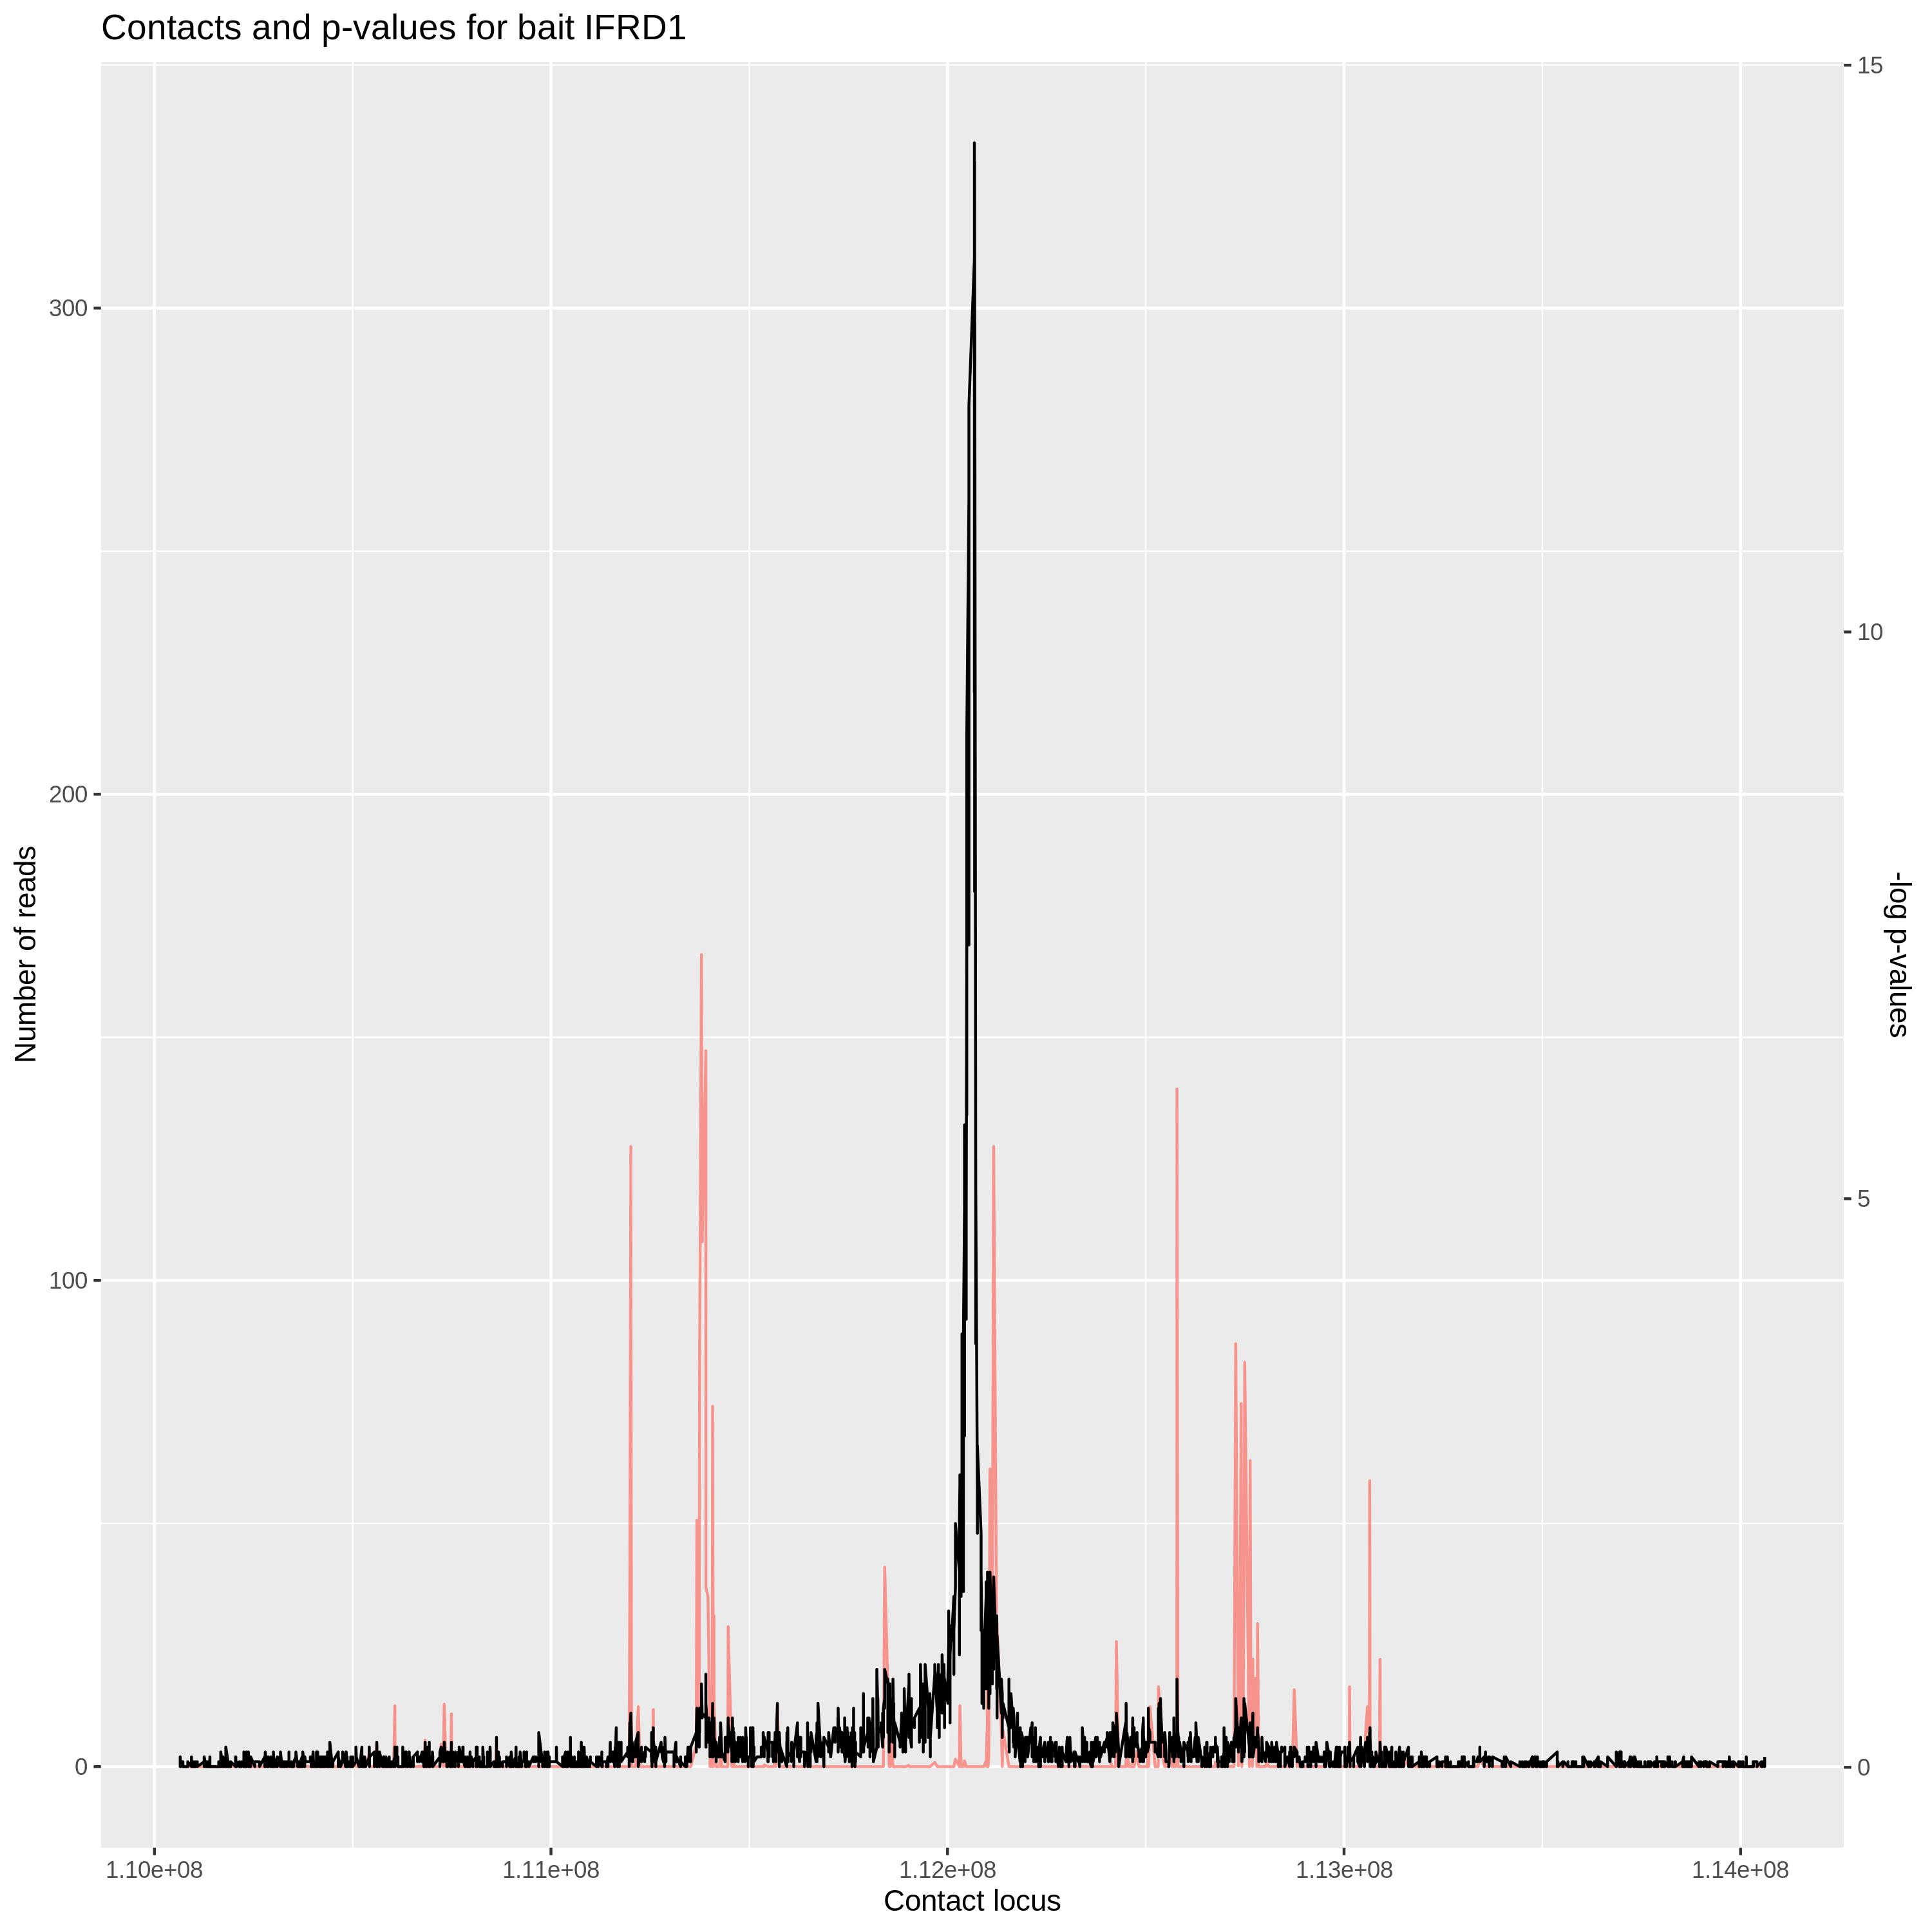 Contacts and p-values for bait IFRD1
15
300
10
200
Number of reads
-log p-values
5
100
0
0
1.10e+08
1.11e+08
1.12e+08
1.13e+08
1.14e+08
Contact locus